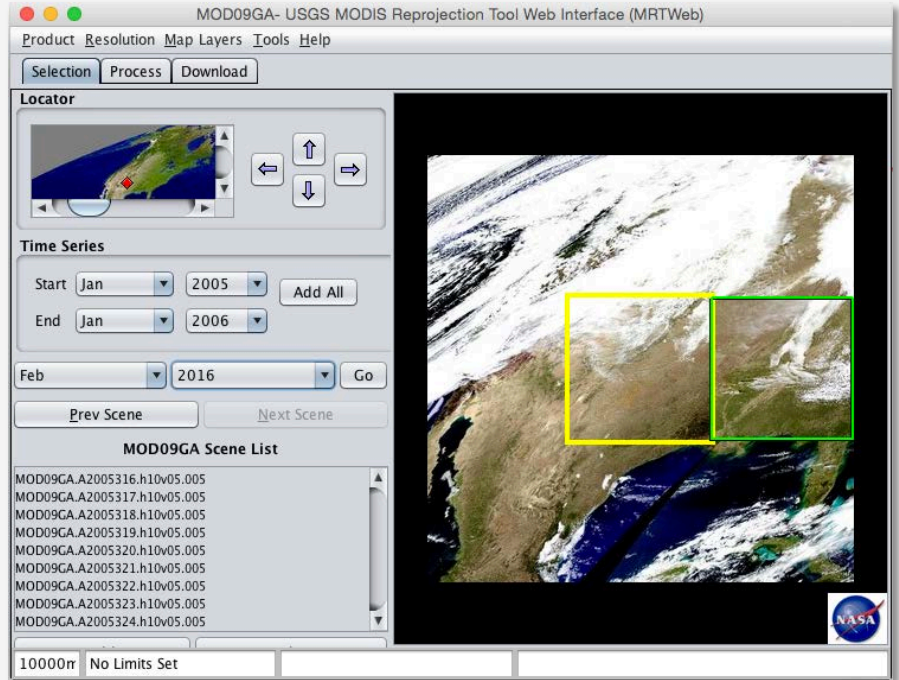 MOD09GA- USGS MODIS Reprojection Tool Web Interface (MRTWeb)
Product Resolution Map Layers Tools Help
Selection Process Download
Locator
Time Series
Start Jan 2005 Add All
End Jan 2006
Feb 2016 Go
Prev Scene Next Scene
MOD09GA Scene List
MOD09GA.A2005316.h10v05.005
MOD09GA.A2005317.h10v05.005
MOD09GA.A2005318.h10v05.005
MOD09GA.A2005319.h10v05.005
MOD09GA.A2005320.h10v05.005
MOD09GA.A2005321.h10v05.005
MOD09GA.A2005322.h10v05.005
MOD09GA.A2005323.h10v05.005
MOD09GA.A2005324.h10v05.005
NASA
10000m No Limits Set